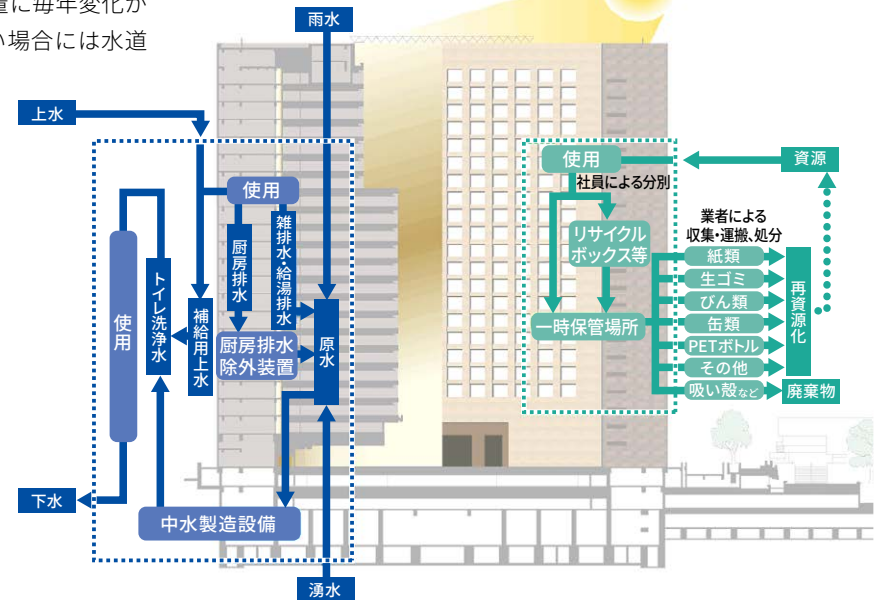 量に毎年変化が
い場合には水道
雨水
上水
使用
厨房排水
雑排水・給湯排水
トイレ洗浄水
補給用上水
使用
厨房排水
除外装置
原水
下水
中水製造設備
湧水
使用
資源
社員による分別
リサイクル
ボックス等
一時保管場所
業者による
収集・運搬、処分
紙類
生ゴミ
びん類
缶類
PETボトル
その他
吸い殻など
再資源化
廃棄物